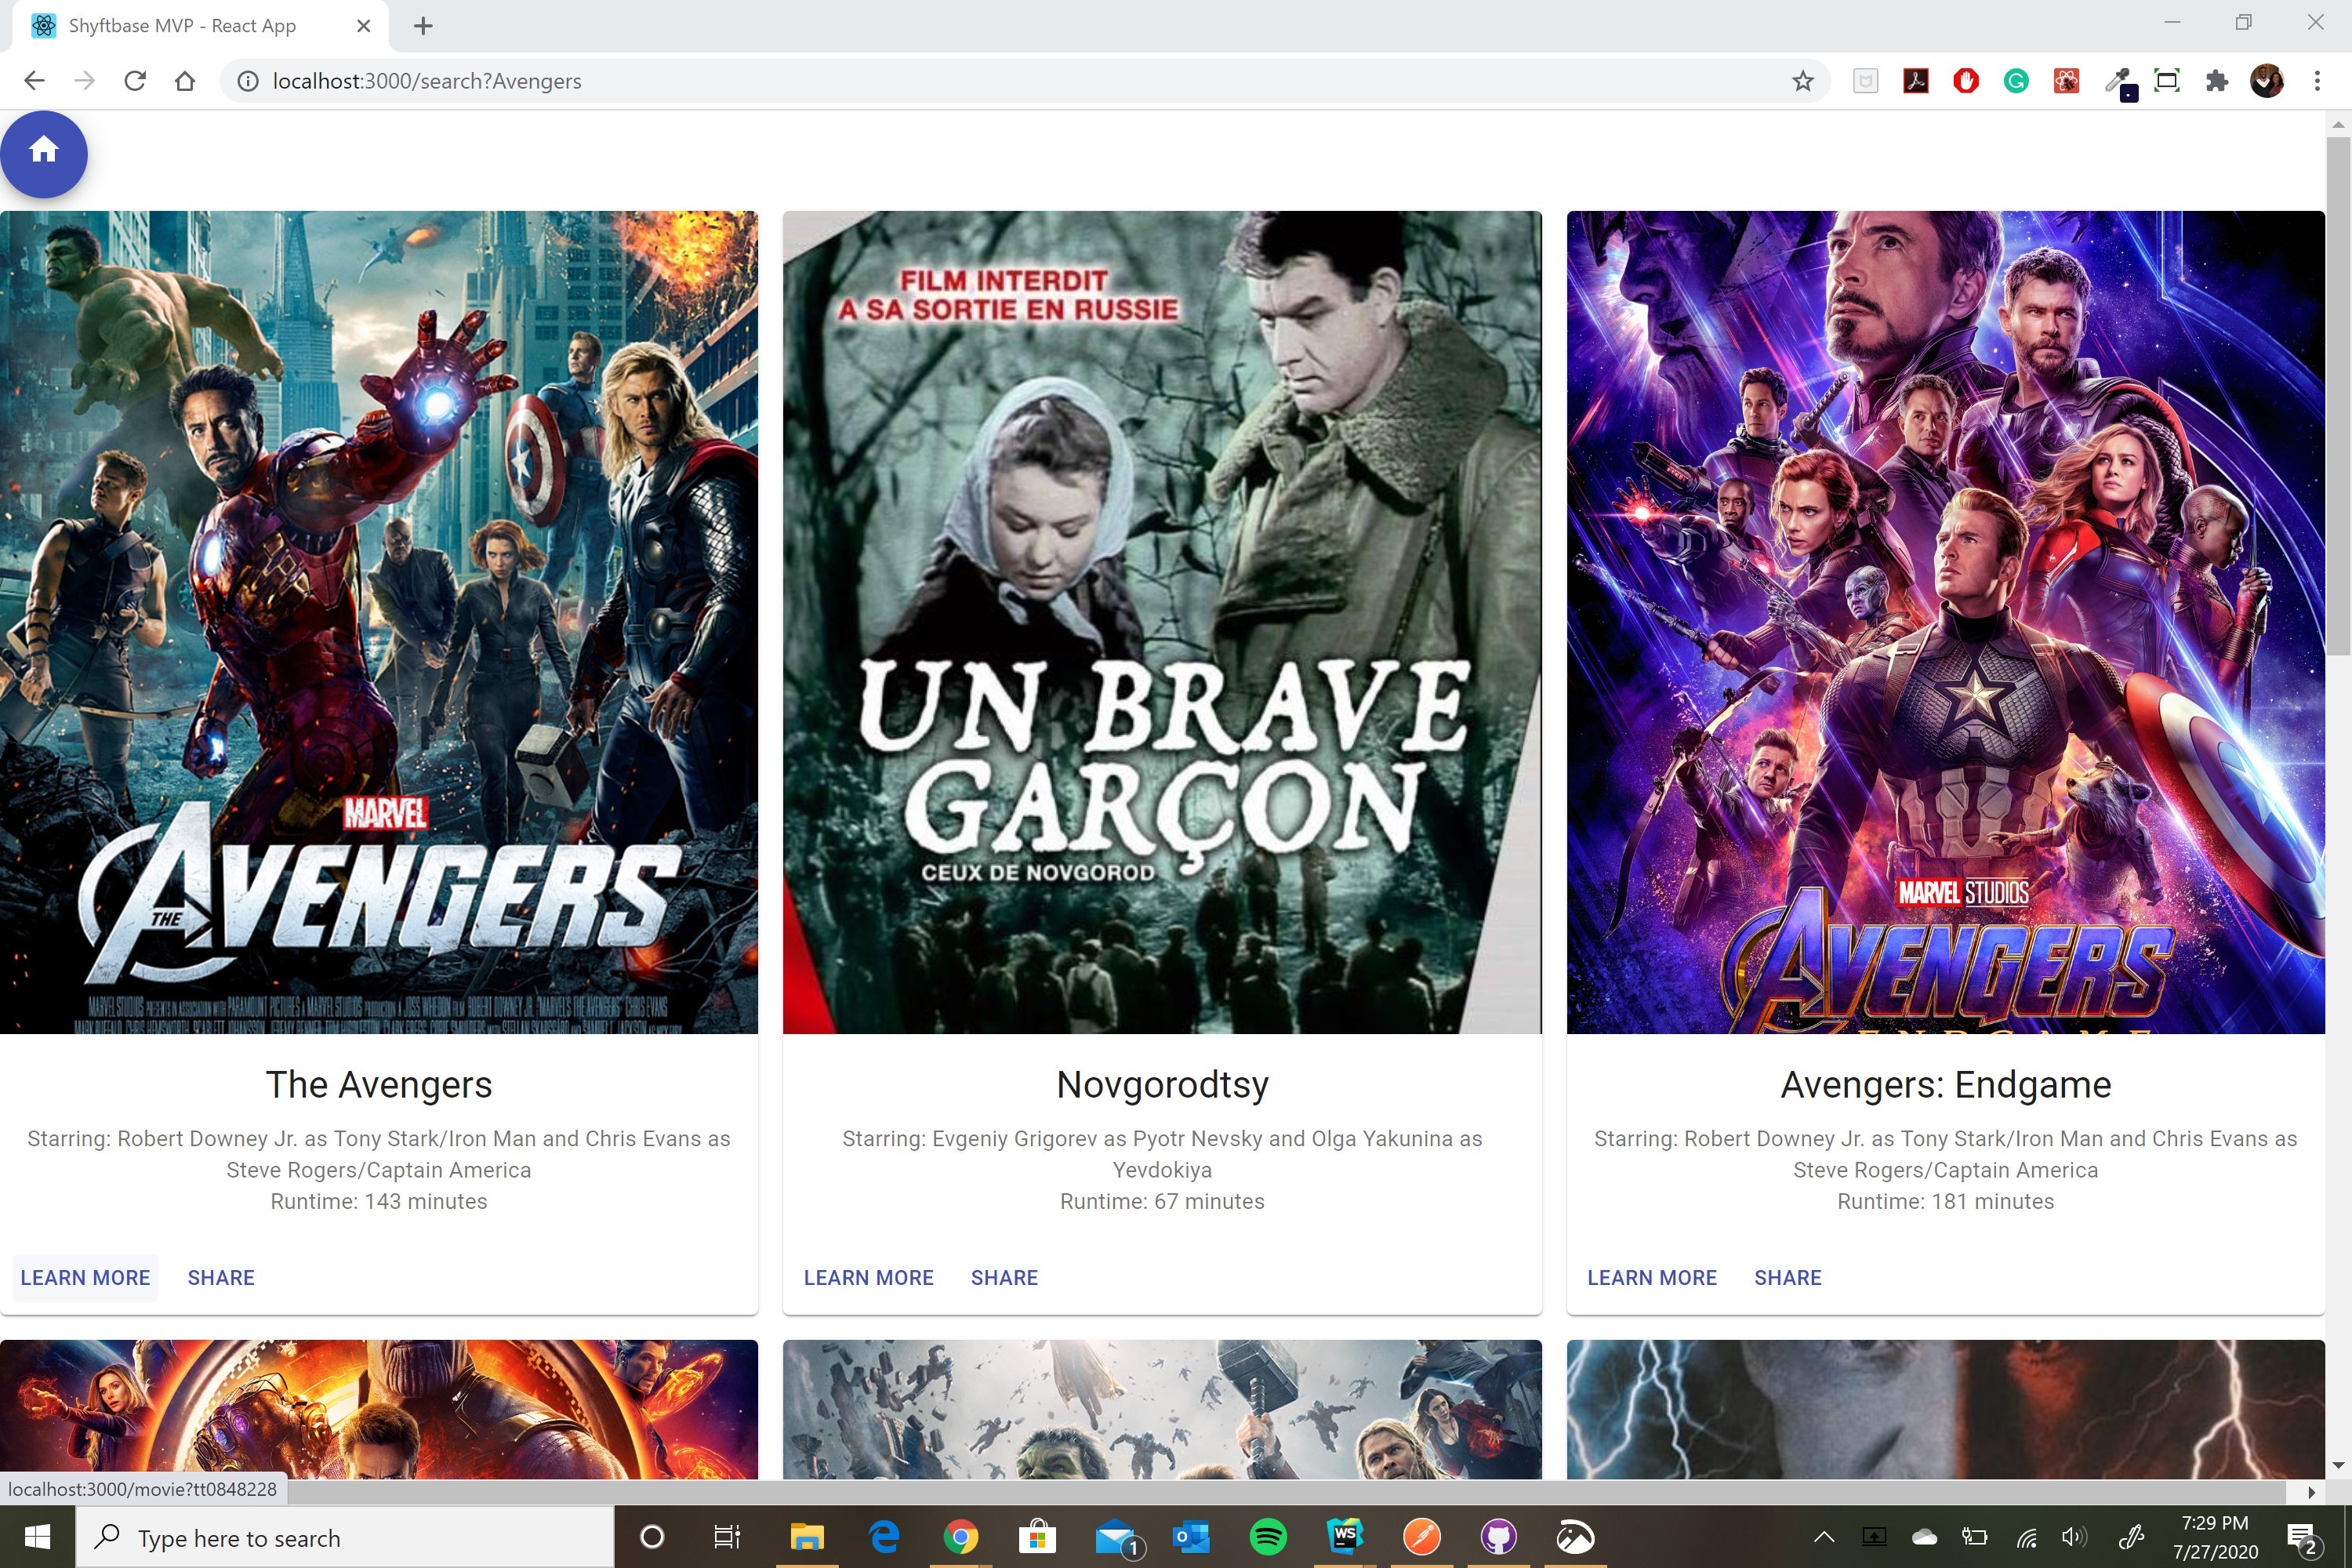 Shyftbase MVP - React App
localhost:3000/search?Avengers
FILM INTERDIT
A SA SORTIE EN RUSSIE
UN BRAVE
GARÇON
CEUX DE NOVGOROD
MARVEL
THE AVENGERS
MARVEL STUDIOS
AVENGERS
ENDGAME
The Avengers
Starring: Robert Downey Jr. as Tony Stark/Iron Man and Chris Evans as
Steve Rogers/Captain America
Runtime: 143 minutes
LEARN MORE SHARE
Novgorodtsy
Starring: Evgeniy Grigorev as Pyotr Nevsky and Olga Yakunina as
Yevdokiya
Runtime: 67 minutes
LEARN MORE SHARE
Avengers: Endgame
Starring: Robert Downey Jr. as Tony Stark/Iron Man and Chris Evans as
Steve Rogers/Captain America
Runtime: 181 minutes
LEARN MORE SHARE
localhost:3000/movie?tt0848228
Type here to search
1
WS
7:29 PM
7/27/2020
2